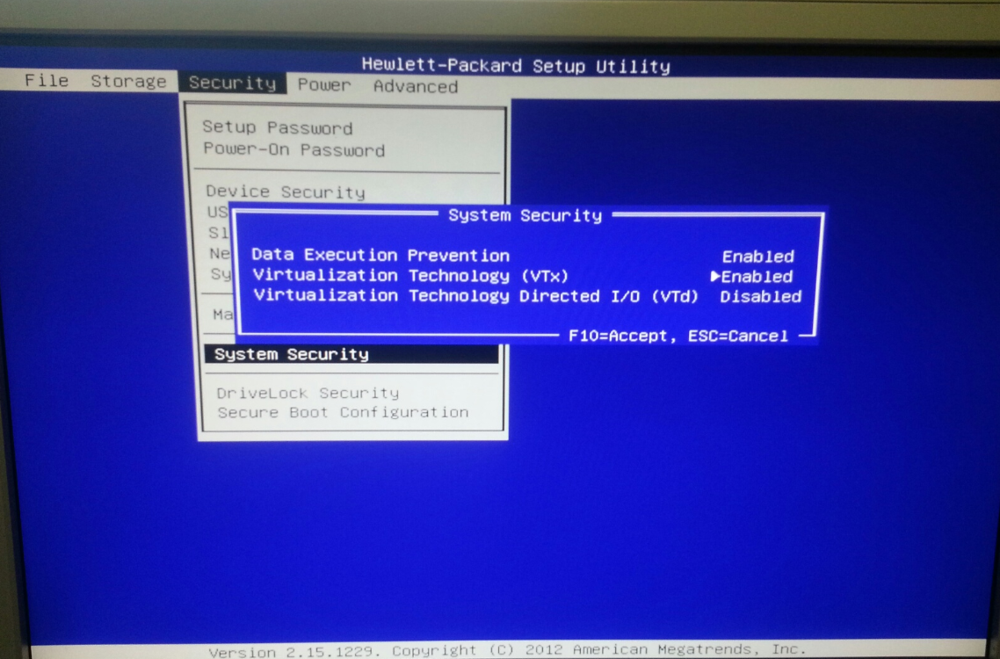 Hewlett-Packard Setup Utility
File Storage Security Power Advanced
Setup Password
Power-On Password
Device Security
US
Sl
Ne
Sy
Ma
System Security
Data Execution Prevention Enabled
Virtualization Technology (VTx) ▶Enabled
Virtualization Technology Directed I/O (VTd) Disabled
F10=Accept, ESC=Cancel
System Security
DriveLock Security
Secure Boot Configuration
Version 2.15.1229. Copyright (C) 2012 American Megatrends, Inc.